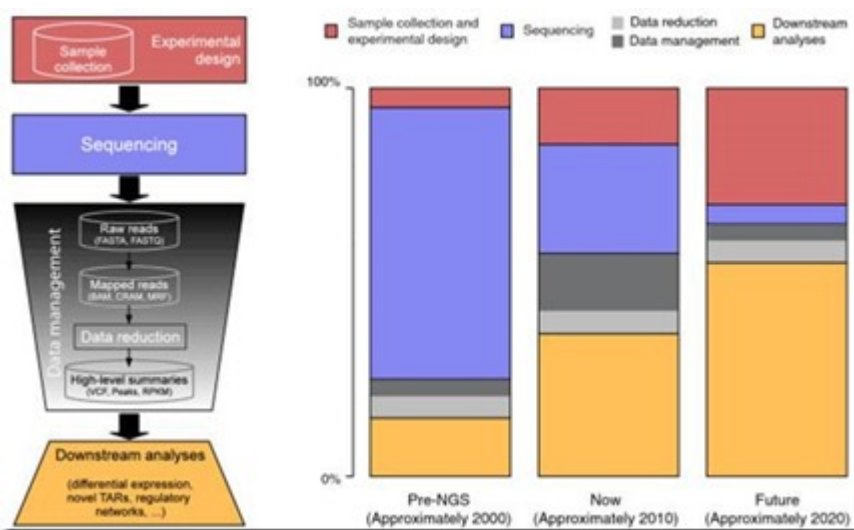 Sample
collection
Experimental
design
Sequencing
Data management
Raw reads
(FASTA, FASTQ)
Mapped reads
(BAM, CRAM, MRF)
Data reduction
High-level summaries
(VCF, Peaks, RPKM)
Downstream analyses
(differential expression,
novel TARs, regulatory
networks, ...)
Sample collection and
experimental design
Sequencing
Data reduction
Data management
Downstream
analyses
100%
0%
Pre-NGS
(Approximately 2000)
Now
(Approximately 2010)
Future
(Approximately 2020)